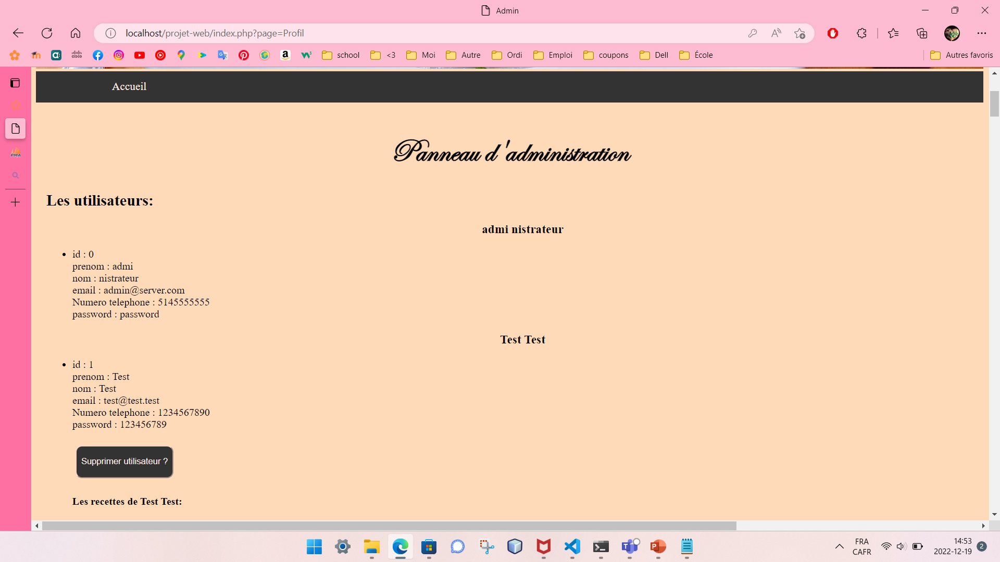 Admin
localhost/projet-web/index.php?page=Profil
school
<3
Moi
Autre
Ordi
Emploi
coupons
Dell
École
Autres favoris
Accueil
Panneau d'administration
Les utilisateurs:
admi nistrateur
id : 0
prenom : admi
nom : nistrateur
email : admin@server.com
Numero telephone : 5145555555
password : password
Test Test
id : 1
prenom : Test
nom : Test
email : test@test.test
Numero telephone : 1234567890
password : 123456789
Supprimer utilisateur ?
Les recettes de Test Test:
FRA
CAFR
14:53
2022-12-19
2